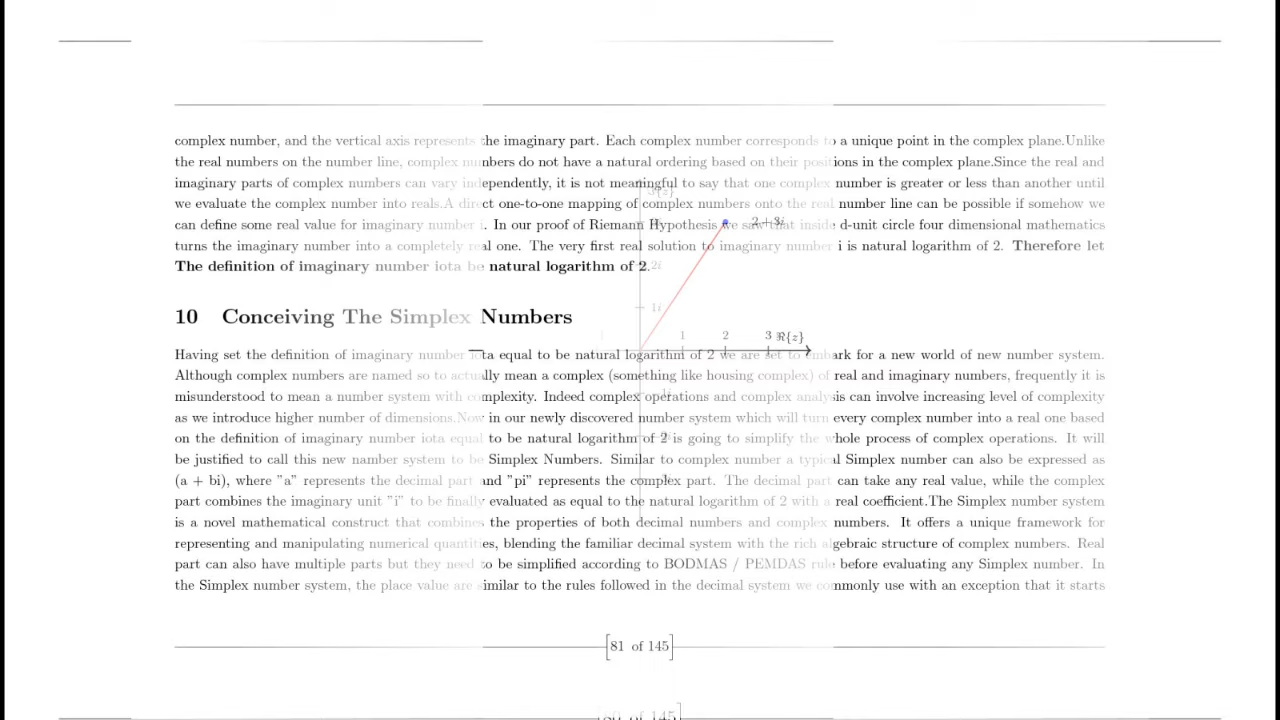 complex number, and the vertical axis represents the imaginary part. Each complex number corresponds to a unique point in the complex plane.Unlike
the real numbers on the number line, complex numbers do not have a natural ordering based on their positions in the complex plane.Since the real and
imaginary parts of complex numbers can vary independently, it is not meaningful to say that one complex number is greater or less than another until
ℑ{z}
we evaluate the complex number into reals.A direct one-to-one mapping of complex numbers onto the real number line can be possible if somehow we
can define some real value for imaginary number i. In our proof of Riemann Hypothesis we saw that inside d-unit circle four dimensional mathematics
2+3i
turns the imaginary number into a completely real one. The very first real solution to imaginary number i is natural logarithm of 2. Therefore let
The definition of imaginary number iota be natural logarithm of 2.
2i
1i
10 Conceiving The Simplex Numbers
1 1 2 3 ℜ{z}
Having set the definition of imaginary number iota equal to be natural logarithm of 2 we are set to embark for a new world of new number system.
Although complex numbers are named so to actually mean a complex (something like housing complex) of real and imaginary numbers, frequently it is
misunderstood to mean a number system with complexity. Indeed complex operations and complex analysis can involve increasing level of complexity
as we introduce higher number of dimensions.Now in our newly discovered number system which will turn every complex number into a real one based
on the definition of imaginary number iota equal to be natural logarithm of 2 is going to simplify the whole process of complex operations. It will
be justified to call this new namber system to be Simplex Numbers. Similar to complex number a typical Simplex number can also be expressed as
(a + bi), where "a" represents the decimal part and "pi" represents the complex part. The decimal part can take any real value, while the complex
part combines the imaginary unit "i" to be finally evaluated as equal to the natural logarithm of 2 with a real coefficient.The Simplex number system
is a novel mathematical construct that combines the properties of both decimal numbers and complex numbers. It offers a unique framework for
representing and manipulating numerical quantities, blending the familiar decimal system with the rich algebraic structure of complex numbers. Real
part can also have multiple parts but they need to be simplified according to BODMAS / PEMDAS rule before evaluating any Simplex number. In
the Simplex number system, the place value are similar to the rules followed in the decimal system we commonly use with an exception that it starts
81 of 145
80 of 145